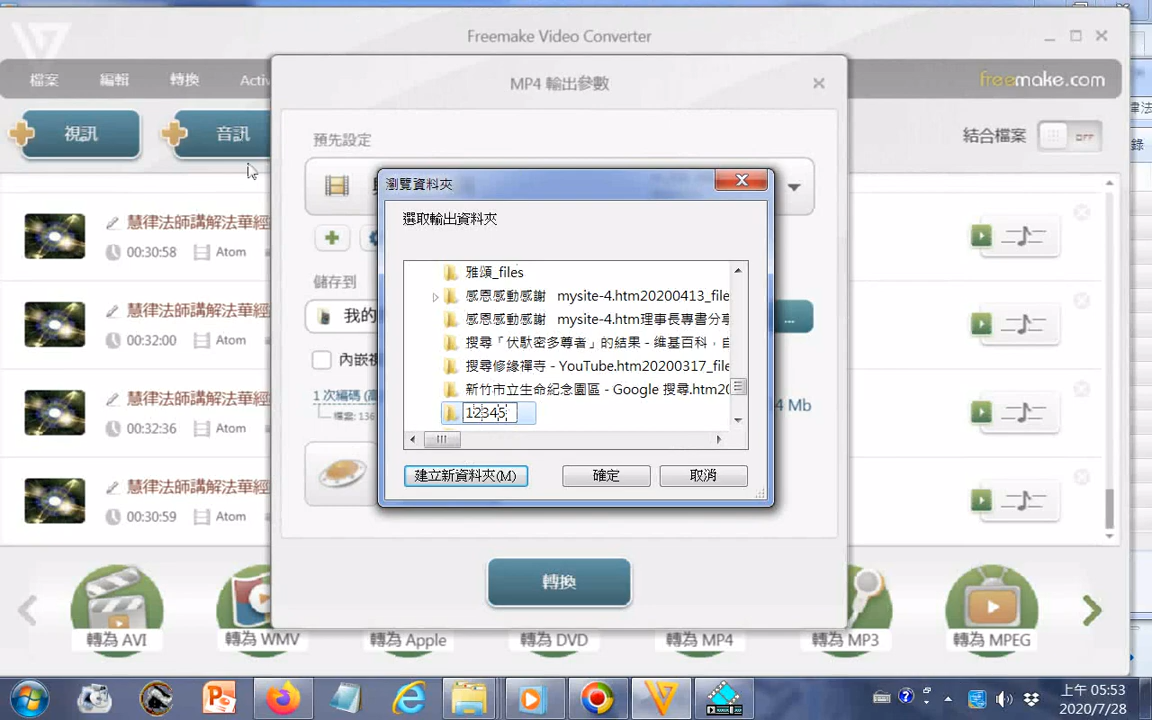 Freemake Video Converter
檔案 編輯 轉換
freemake.com
MP4 輸出參數
視訊
音訊
結合檔案
OFF
預先設定
瀏覽資料夾
選取輸出資料夾
儲存到
我的
...
內嵌
1 次編碼
檔案: 136
4 Mb
慧律法師講解法華經
00:30:58 Atom
慧律法師講解法華經
00:32:00 Atom
慧律法師講解法華經
00:32:36 Atom
慧律法師講解法華經
00:30:59 Atom
雅頌_files
感恩感動感謝 mysite-4.htm20200413_file
感恩感動感謝 mysite-4.htm理事長專書分享
搜尋「伏馱密多尊者」的結果 - 維基百科，自
搜尋修緣禪寺 - YouTube.htm20200317_file
新竹市立生命紀念園區 - Google 搜尋.htm20
12345
建立新資料夾(M)
確定
取消
轉換
轉為 AVI
轉為 WMV
轉為 Apple
轉為 DVD
轉為 MP4
轉為 MP3
轉為 MPEG
上午 05:53
2020/7/28